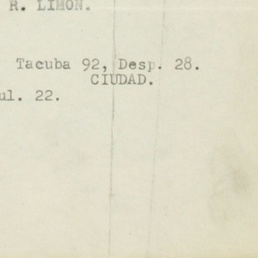 R. LIMON.
Tacuba 92, Desp. 28.
CIUDAD.
ul. 22.